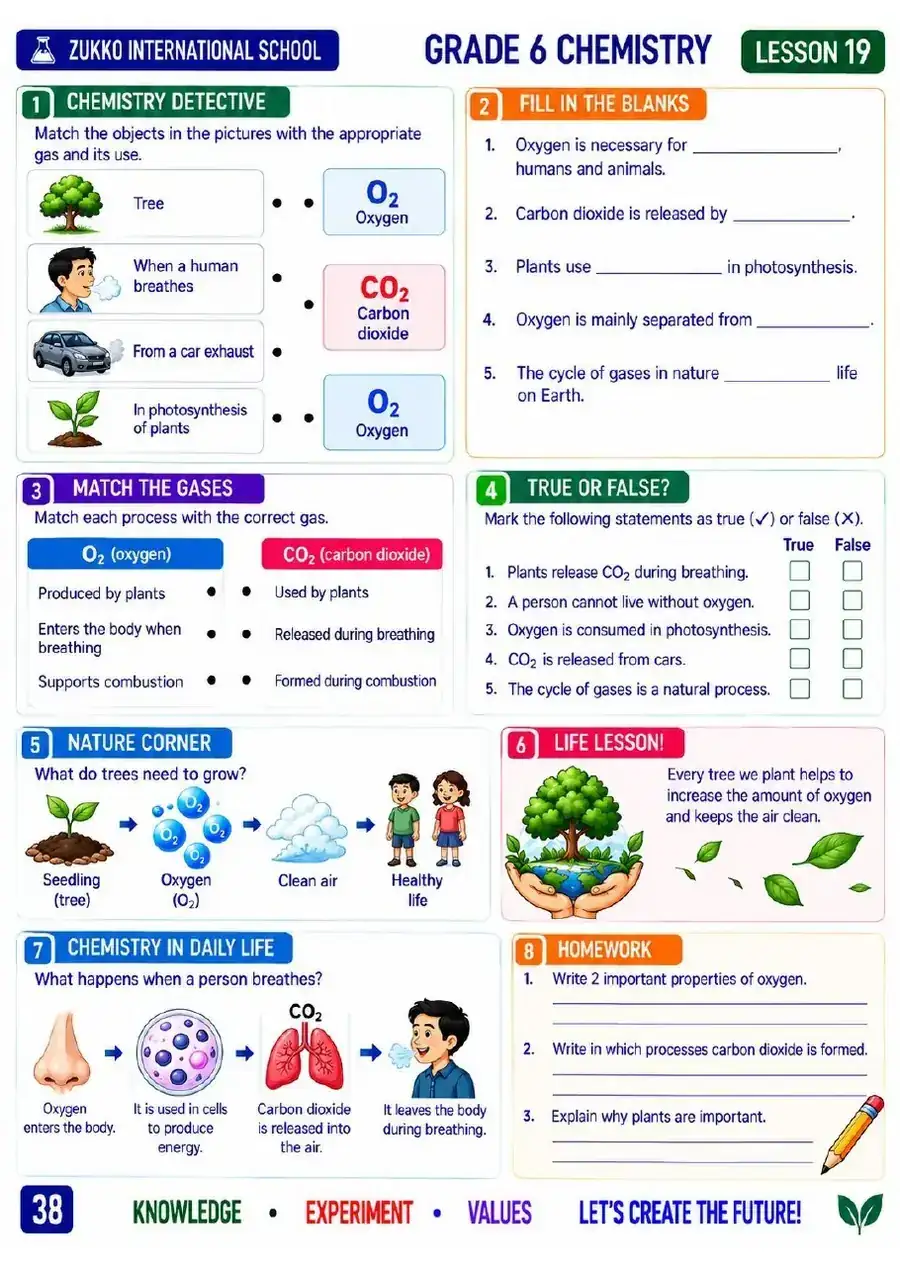 ZUKKO INTERNATIONAL SCHOOL
GRADE 6 CHEMISTRY
LESSON 19
1 CHEMISTRY DETECTIVE
Match the objects in the pictures with the appropriate
gas and its use.
Tree
When a human
breathes
From a car exhaust
In photosynthesis
of plants
O₂
Oxygen
CO₂
Carbon
dioxide
O₂
Oxygen
2 FILL IN THE BLANKS
1. Oxygen is necessary for _______________,
humans and animals.
2. Carbon dioxide is released by ____________.
3. Plants use _____________ in photosynthesis.
4. Oxygen is mainly separated from ____________.
5. The cycle of gases in nature ___________ life
on Earth.
3 MATCH THE GASES
Match each process with the correct gas.
O₂ (oxygen)
Produced by plants
Enters the body when
breathing
Supports combustion
CO₂ (carbon dioxide)
Used by plants
Released during breathing
Formed during combustion
4 TRUE OR FALSE?
Mark the following statements as true (✓) or false (✗).
True False
1. Plants release CO₂ during breathing.
2. A person cannot live without oxygen.
3. Oxygen is consumed in photosynthesis.
4. CO₂ is released from cars.
5. The cycle of gases is a natural process.
5 NATURE CORNER
What do trees need to grow?
O₂
O₂
O₂
O₂
Seedling
(tree)
Oxygen
(O₂)
Clean air
Healthy
life
6 LIFE LESSON!
Every tree we plant helps to
increase the amount of oxygen
and keeps the air clean.
7 CHEMISTRY IN DAILY LIFE
What happens when a person breathes?
CO₂
Oxygen
enters the body.
It is used in cells
to produce
energy.
Carbon dioxide
is released into
the air.
It leaves the body
during breathing.
8 HOMEWORK
1. Write 2 important properties of oxygen.
2. Write in which processes carbon dioxide is formed.
3. Explain why plants are important.
38
KNOWLEDGE • EXPERIMENT • VALUES LET'S CREATE THE FUTURE!